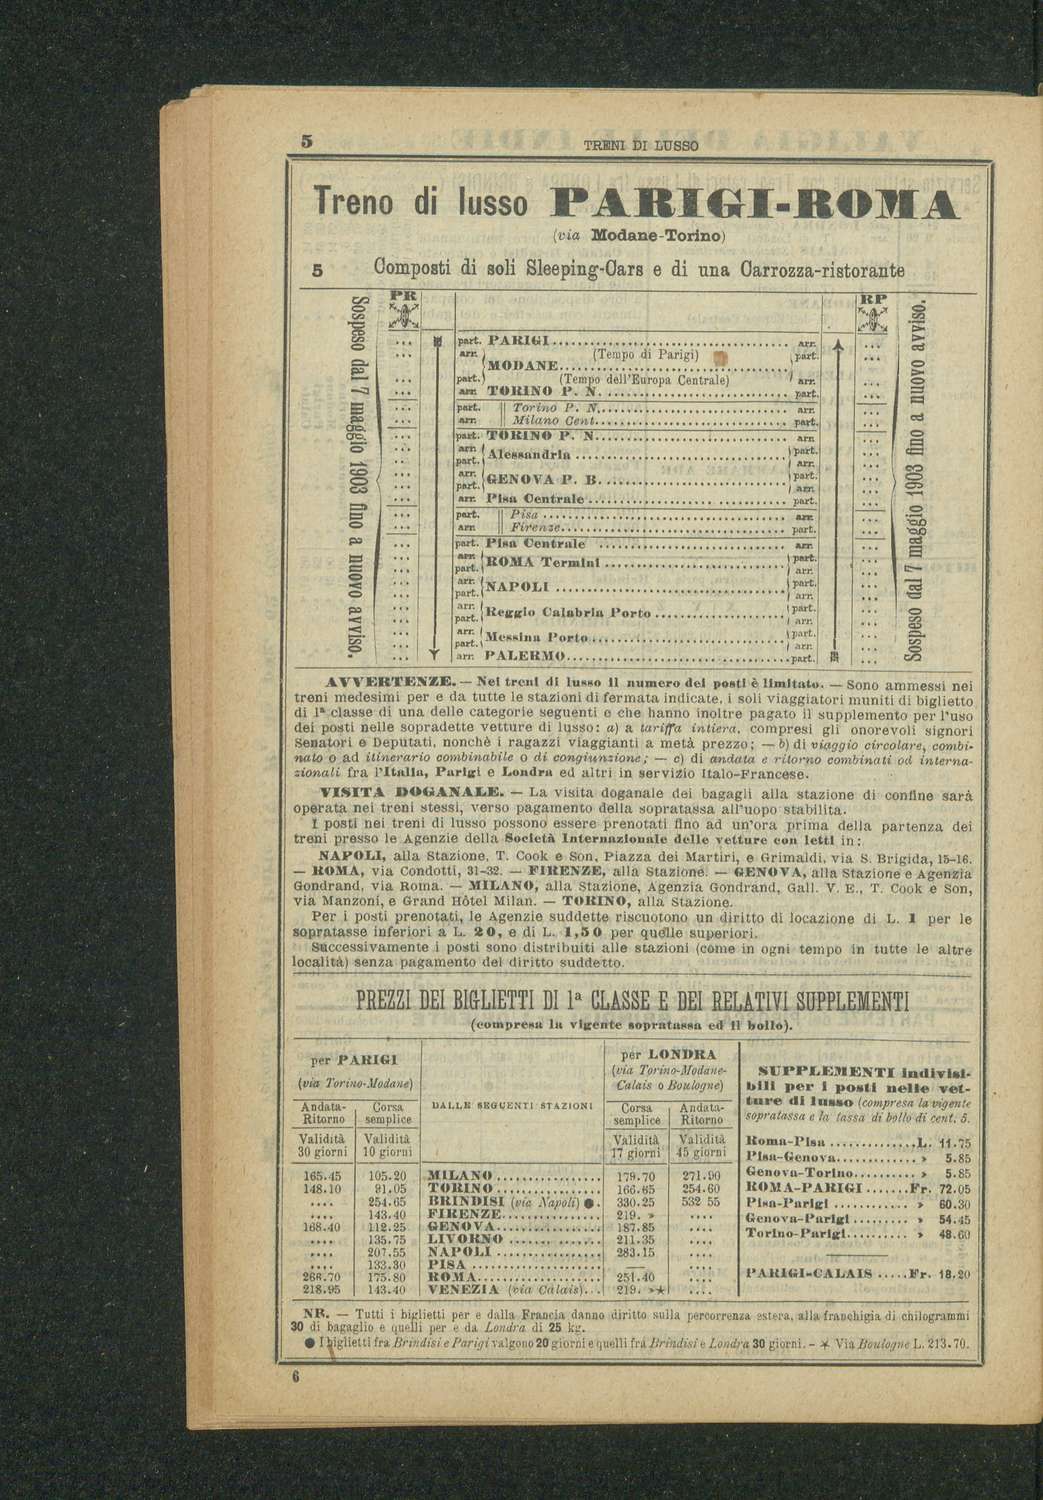 5
TRENI DI LUSSO
Treno di lusso PARIGI-ROMA
(via Modane-Torino)
5 Composti di soli Sleeping-Cars e di una Carrozza-ristorante
Sospeso dal 7 maggio 1903 fino a nuovo avviso.
PR
RP
Sospeso dal 7 maggio 1903 fino a nuovo avviso.
... part. PARIGI ... arr. ...
... arr. (Tempo di Parigi) part. ...
MODANE ...
... part. (Tempo dell'Europa Centrale) arr. ...
... arr. TORINO P. N. ... part. ...
... part. Torino P. N. ... arr. ...
... arr. Milano Cent. ... part. ...
... part. TORINO P. N. ... arr. ...
... arr. part. Alessandria ... part. arr. ...
... arr. part. GENOVA P. B. ... part. arr. ...
... arr. Pisa Centrale ... part. ...
... part. Pisa ... arr. ...
... arr. Firenze ... part. ...
... part. Pisa Centrale ... arr. ...
... arr. part. ROMA Termini ... part. arr. ...
... arr. part. NAPOLI ... part. arr. ...
... arr. part. Reggio Calabria Porto ... part. arr. ...
... arr. part. Messina Porto ... part. arr. ...
... arr. PALERMO ... part. ...
AVVERTENZE. — Nei treni di lusso il numero dei posti è limitato. — Sono ammessi nei
treni medesimi per e da tutte le stazioni di fermata indicate, i soli viaggiatori muniti di biglietto
di 1ª classe di una delle categorie seguenti e che hanno inoltre pagato il supplemento per l'uso
dei posti nelle sopradette vetture di lusso: a) a tariffa intiera, compresi gli onorevoli signori
Senatori e Deputati, nonchè i ragazzi viaggianti a metà prezzo; — b) di viaggio circolare, combi-
nato o ad itinerario combinabile o di congiunzione; — c) di andata e ritorno combinati od interna-
zionali fra l'Italia, Parigi e Londra ed altri in servizio Italo-Francese.
VISITA DOGANALE. — La visita doganale dei bagagli alla stazione di confine sarà
operata nei treni stessi, verso pagamento della sopratassa all'uopo stabilita.
I posti nei treni di lusso possono essere prenotati fino ad un'ora prima della partenza dei
treni presso le Agenzie della Società Internazionale delle vetture con letti in:
NAPOLI, alla Stazione, T. Cook e Son, Piazza dei Martiri, e Grimaldi, via S. Brigida, 15-16.
— ROMA, via Condotti, 31-32. — FIRENZE, alla Stazione. — GENOVA, alla Stazione e Agenzia
Gondrand, via Roma. — MILANO, alla Stazione, Agenzia Gondrand, Gall. V. E., T. Cook e Son,
via Manzoni, e Grand Hôtel Milan. — TORINO, alla Stazione.
Per i posti prenotati, le Agenzie suddette riscuotono un diritto di locazione di L. 1 per le
sopratasse inferiori a L. 20, e di L. 1,50 per quelle superiori.
Successivamente i posti sono distribuiti alle stazioni (come in ogni tempo in tutte le altre
località) senza pagamento del diritto suddetto.
PREZZI DEI BIGLIETTI DI 1ª CLASSE E DEI RELATIVI SUPPLEMENTI
(compresa la vigente sopratassa ed il bollo).
per PARIGI
(via Torino-Modane)
DALLE SEGUENTI STAZIONI
per LONDRA
(via Torino-Modane-
Calais o Boulogne)
Andata-Ritorno Corsa semplice Corsa semplice Andata-Ritorno
Validità 30 giorni Validità 10 giorni Validità 17 giorni Validità 45 giorni
165.45 105.20 MILANO ... 179.70 271.90
148.10 91.05 TORINO ... 166.65 254.60
.... 254.65 BRINDISI (via Napoli) ●. 330.25 532 55
.... 143.40 FIRENZE ... 219. » ....
168.40 112.25 GENOVA ... 187.85 ....
.... 135.75 LIVORNO ... 211.35 ....
.... 207.55 NAPOLI ... 283.15 ....
.... 133.30 PISA ... — ....
266.70 175.80 ROMA ... 251.40 ....
218.95 143.40 VENEZIA (via Calais) ... 219. »★ ....
SUPPLEMENTI indivisi-
bili per i posti nelle vet-
ture di lusso (compresa la vigente
sopratassa e la tassa di bollo di cent. 5.
Roma-Pisa ... L. 11.75
Pisa-Genova ... » 5.85
Genova-Torino ... » 5.85
ROMA-PARIGI ... Fr. 72.05
Pisa-Parigi ... » 60.30
Genova-Parigi ... » 54.45
Torino-Parigi ... » 48.60
PARIGI-CALAIS ..... Fr. 18.20
NB. — Tutti i biglietti per e dalla Francia danno diritto sulla percorrenza estera, alla franchigia di chilogrammi
30 di bagaglio e quelli per e da Londra di 25 kg.
● I biglietti fra Brindisi e Parigi valgono 20 giorni e quelli fra Brindisi e Londra 30 giorni. - ★ Via Boulogne L. 213.70.
6